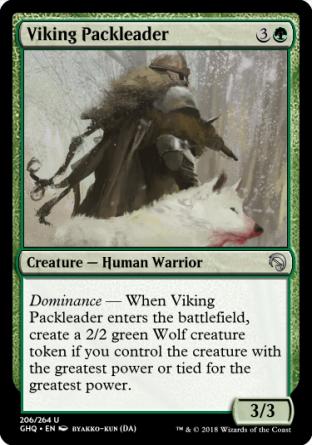 Viking Packleader 3
Creature — Human Warrior
Dominance — When Viking
Packleader enters the battlefield,
create a 2/2 green Wolf creature
token if you control the creature with
the greatest power or tied for the
greatest power.
3/3
206/264 U
GHQ • EN BYAKKO-KUN (DA)
™ & © 2018 Wizards of the Coast